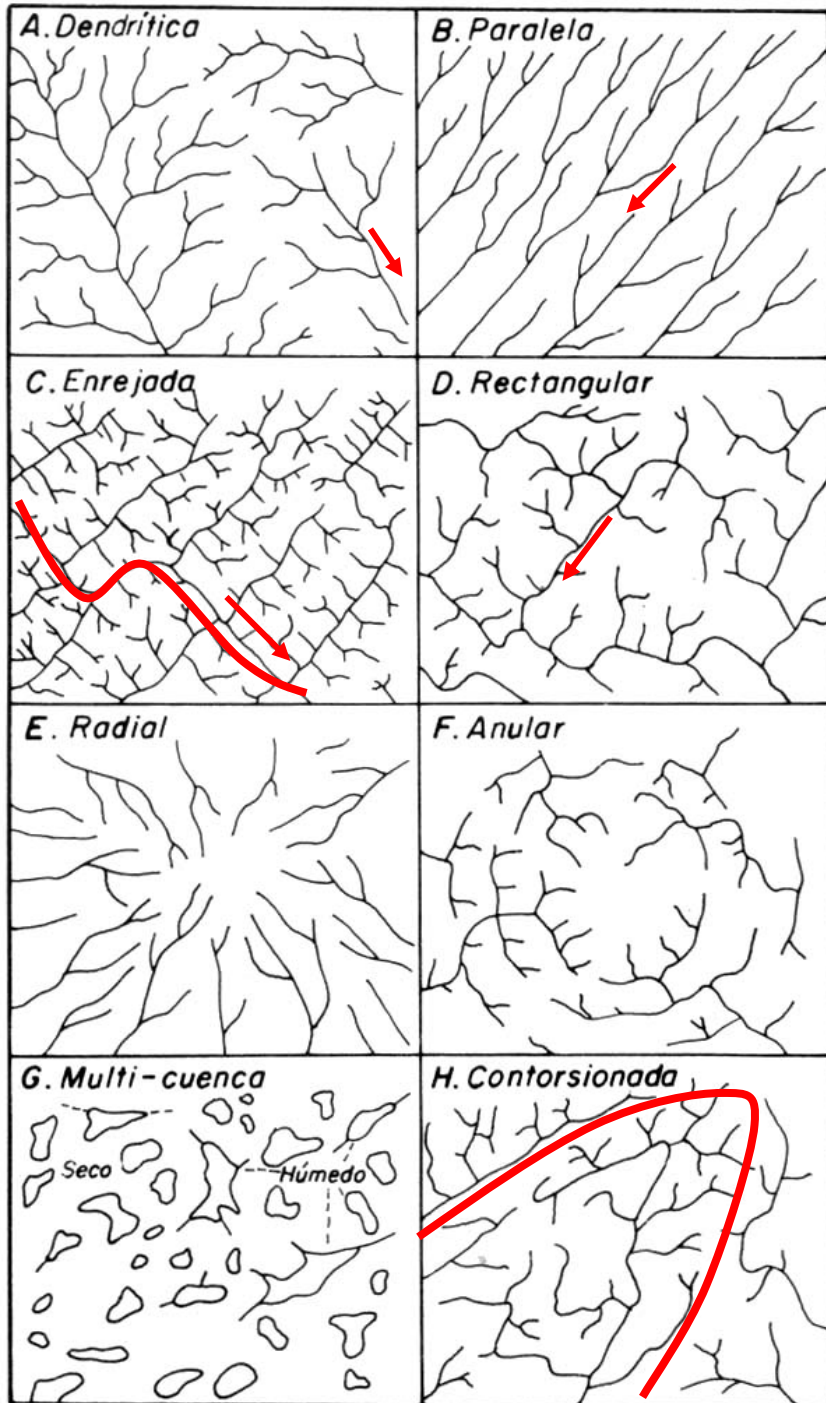 A. Dendrítica
B. Paralela
C. Enrejada
D. Rectangular
E. Radial
F. Anular
G. Multi-cuenca
Seco
Húmedo
H. Contorsionada